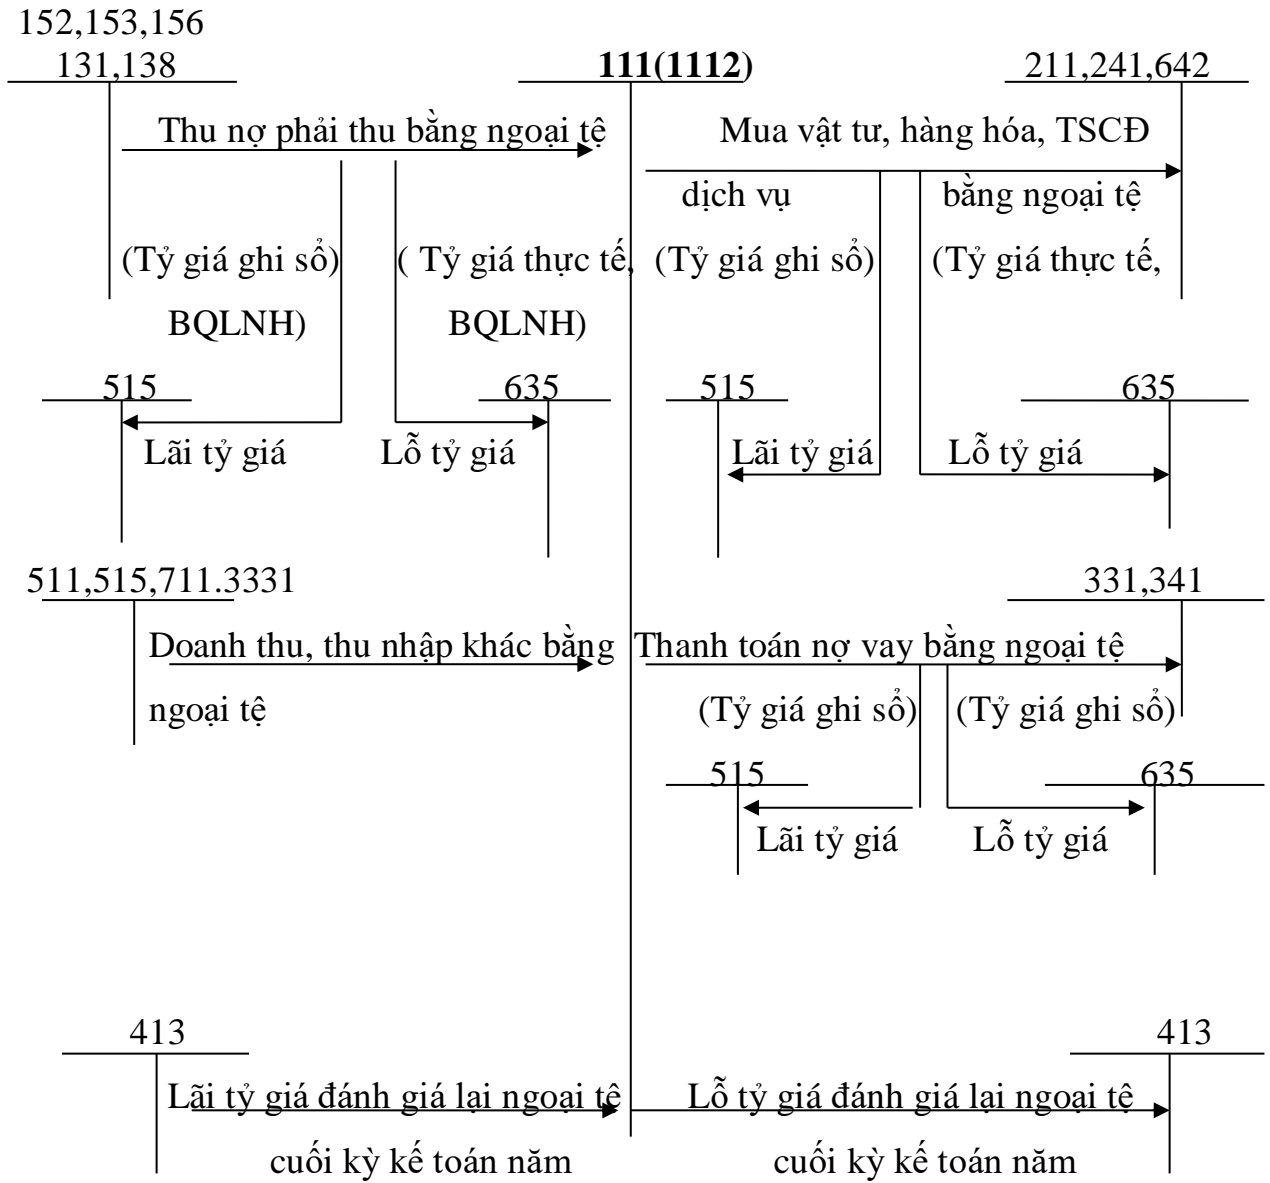 152,153,156
131,138
111(1112)
211,241,642
Thu nợ phải thu bằng ngoại tệ
Mua vật tư, hàng hóa, TSCĐ
dịch vụ
bằng ngoại tệ
(Tỷ giá ghi sổ)
( Tỷ giá thực tế,
(Tỷ giá ghi sổ)
(Tỷ giá thực tế,
BQLNH)
BQLNH)
515
635
515
635
Lãi tỷ giá
Lỗ tỷ giá
Lãi tỷ giá
Lỗ tỷ giá
511,515,711.3331
331,341
Doanh thu, thu nhập khác bằng
Thanh toán nợ vay bằng ngoại tệ
ngoại tệ
(Tỷ giá ghi sổ)
(Tỷ giá ghi sổ)
515
635
Lãi tỷ giá
Lỗ tỷ giá
413
413
Lãi tỷ giá đánh giá lại ngoại tệ
Lỗ tỷ giá đánh giá lại ngoại tệ
cuối kỳ kế toán năm
cuối kỳ kế toán năm